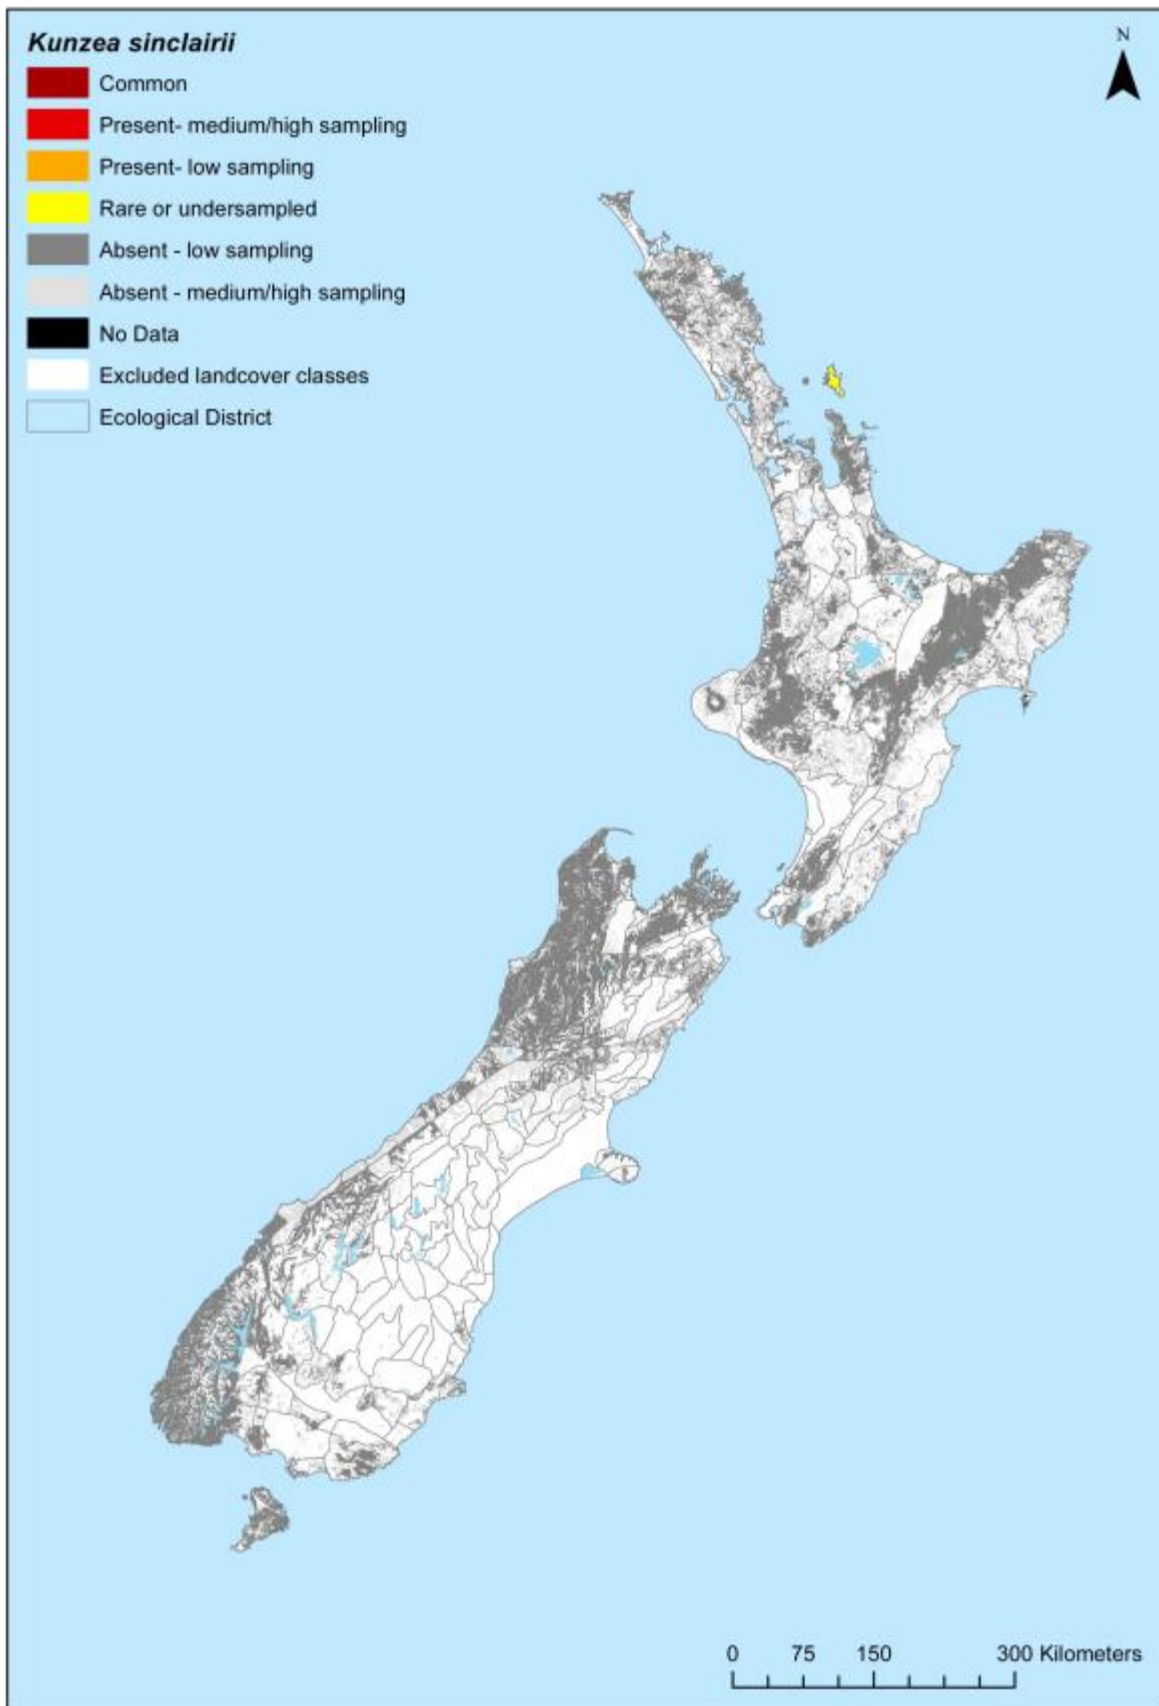 Kunzea sinclairii
Common
Present- medium/high sampling
Present- low sampling
Rare or undersampled
Absent - low sampling
Absent - medium/high sampling
No Data
Excluded landcover classes
Ecological District
N
0 75 150 300 Kilometers